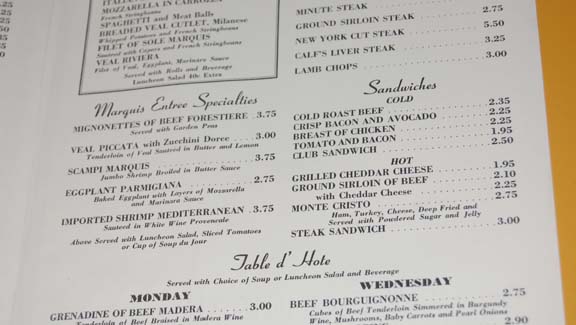 .25
MOZZARELLA IN CARROZZA
French Stringbeans
SPAGHETTI and Meat Balls
BREADED VEAL CUTLET, Milanese
Whipped Potatoes and French Stringbeans
FILET OF SOLE MARQUIS
Sauteed with Capers and French Stringbeans
VEAL RIVIERA
Filet of Veal, Eggplant, Marinara Sauce
Served with Rolls and Beverage
Luncheon Salad 40c Extra
Marquis Entree Specialties
MIGNONETTES OF BEEF FORESTIERE . 3.75
Served with Garden Peas
VEAL PICCATA with Zucchini Doree . . . 3.00
Tenderloin of Veal Sauteed in Butter and Lemon
SCAMPI MARQUIS . . . 3.75
Jumbo Shrimp Broiled in Butter Sauce
EGGPLANT PARMIGIANA . . . 2.75
Baked Eggplant with Layers of Mozzarella
and Marinara Sauce
IMPORTED SHRIMP MEDITERRANEAN . 3.75
Sauteed in White Wine Provencale
Above Served with Luncheon Salad, Sliced Tomatoes
or Cup of Soup du Jour
MINUTE STEAK
GROUND SIRLOIN STEAK . . . 2.75
NEW YORK CUT STEAK . . . 5.50
CALF'S LIVER STEAK . . . 3.25
LAMB CHOPS . . . 3.00
Sandwiches
COLD
COLD ROAST BEEF . . . 2.35
CRISP BACON AND AVOCADO . . . 2.25
BREAST OF CHICKEN . . . 2.25
TOMATO AND BACON . . . 1.95
CLUB SANDWICH . . . 2.50
HOT
GRILLED CHEDDAR CHEESE . . . 1.95
GROUND SIRLOIN OF BEEF . . . 2.10
with Cheddar Cheese . . . 2.25
MONTE CRISTO . . . 2.75
Ham, Turkey, Cheese, Deep Fried and
Served with Powdered Sugar and Jelly
STEAK SANDWICH . . . 3.00
Table d'Hote
Served with Choice of Soup or Luncheon Salad and Beverage
MONDAY
GRENADINE OF BEEF MADERA . . . 3.00
Tenderloin of Beef Broised in Madera Wine
WEDNESDAY
BEEF BOURGUIGNONNE . . . 2.75
Cubes of Beef Tenderloin Simmered in Burgundy
Wine, Mushrooms, Baby Carrots and Pearl Onions
2.90